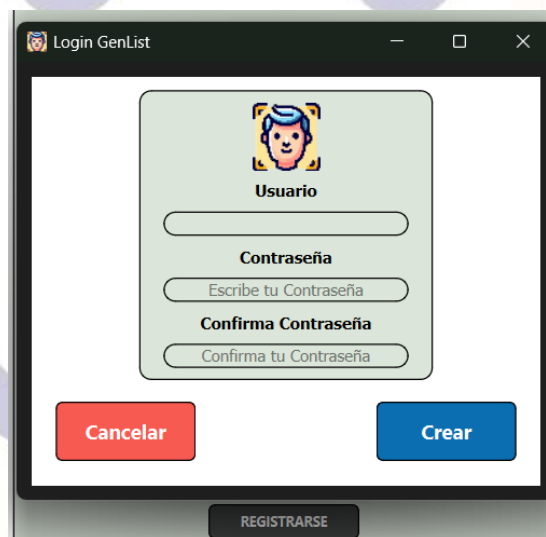 Login GenList
Usuario
Contraseña
Escribe tu Contraseña
Confirma Contraseña
Confirma tu Contraseña
Cancelar
Crear
REGISTRARSE